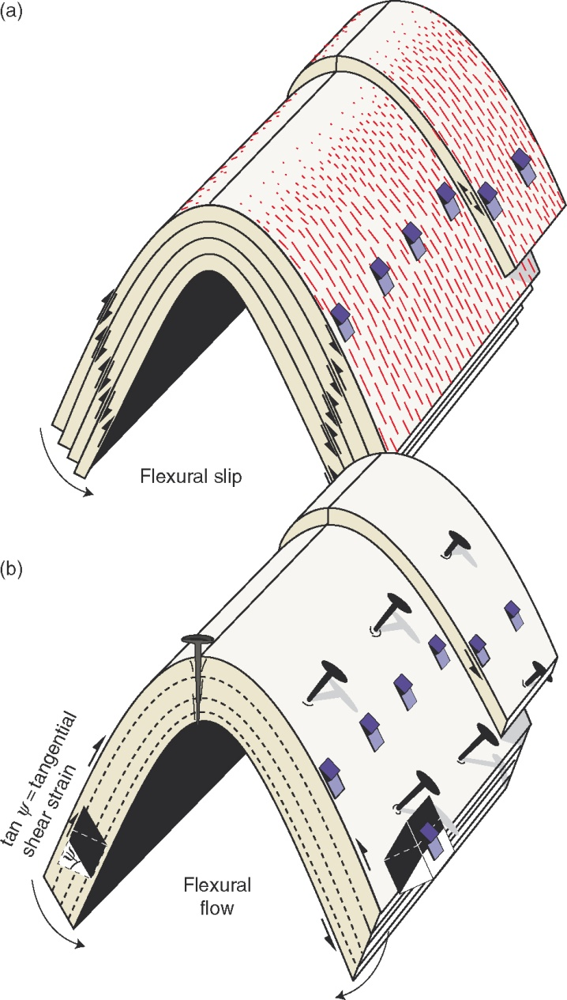 (a)
Flexural slip
(b)
tan ψ = tangential
shear strain
ψ
Flexural
flow